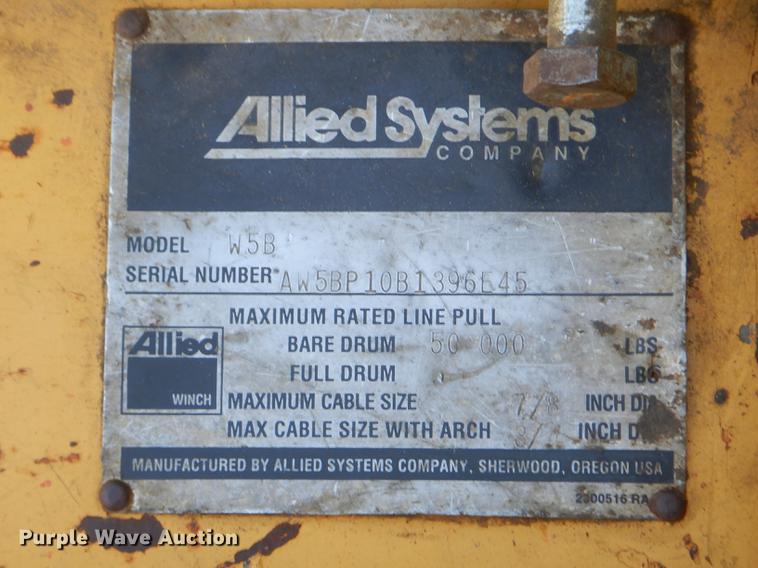 Allied Systems
COMPANY
MODEL W5B
SERIAL NUMBER AW5BP10B1396E45
MAXIMUM RATED LINE PULL
BARE DRUM 50 000 LBS
FULL DRUM LBS
Allied
WINCH
MAXIMUM CABLE SIZE 7/8 INCH DIA
MAX CABLE SIZE WITH ARCH INCH
MANUFACTURED BY ALLIED SYSTEMS COMPANY, SHERWOOD, OREGON USA
2300516 RA
Purple Wave Auction